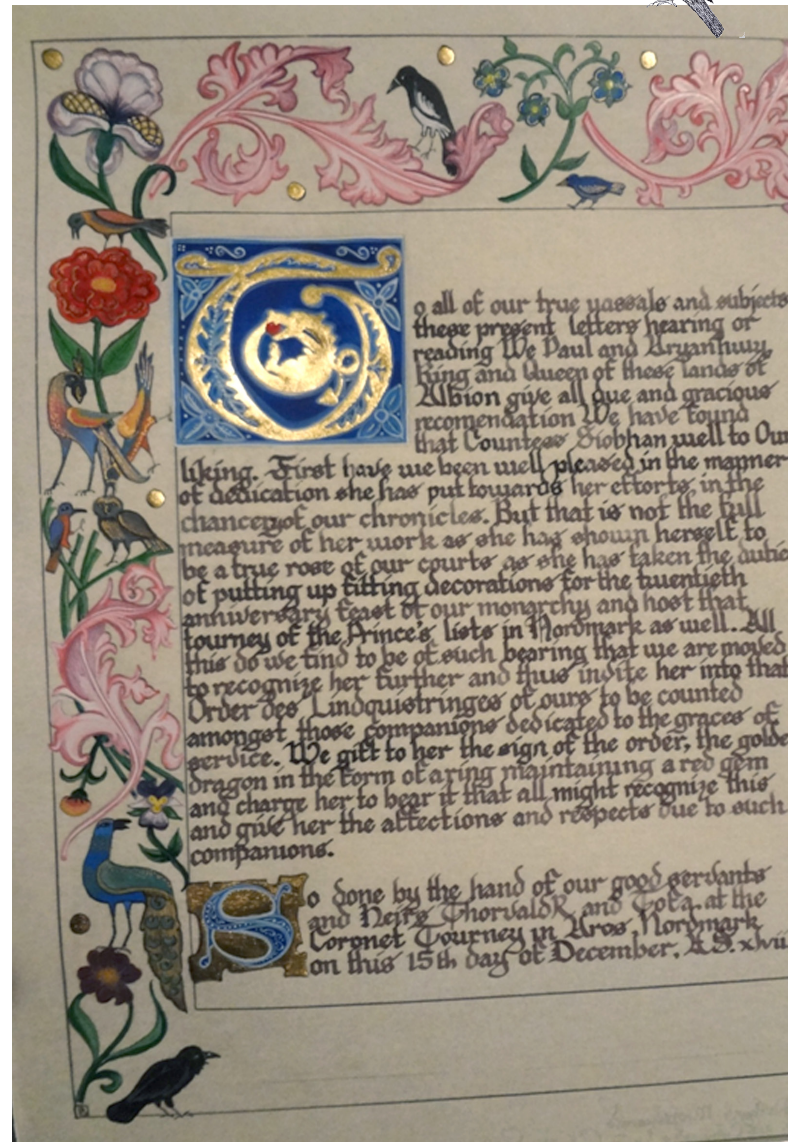 To all of our true vassals and subjects
these present letters hearing or
reading We Paul and Aryanhwy,
King and Queen of these lands of
Albion give all due and gracious
recomendation We have found
that Countess Siobhan well to Our
liking. First have we been well pleased in the manner
of dedication she has put towards her efforts in the
chancery of our chronicles. But that is not the full
measure of her work as she has shown herself to
be a true rose of our courts as she has taken the dutie
of putting up fitting decorations for the twentieth
anniversary feast of our monarchy and host that
tourney of the Prince's lists in Nordmark as well. All
this do we find to be of such bearing that we are moved
to recognize her further and thus indite her into that
Order des Lindquistringes of ours to be counted
amongst those companions dedicated to the graces of
service. We gift to her the sign of the order, the golde
dragon in the form of a ring maintaining a red gem
and charge her to bear it that all might recognize this
and give her the affections and respects due to such
companions.
So done by the hand of our good servants
and Heirs Thorvaldr and Tofa at the
Coronet Tourney in Aros, Nordmark
on this 15th day of December, A.S. xlvii